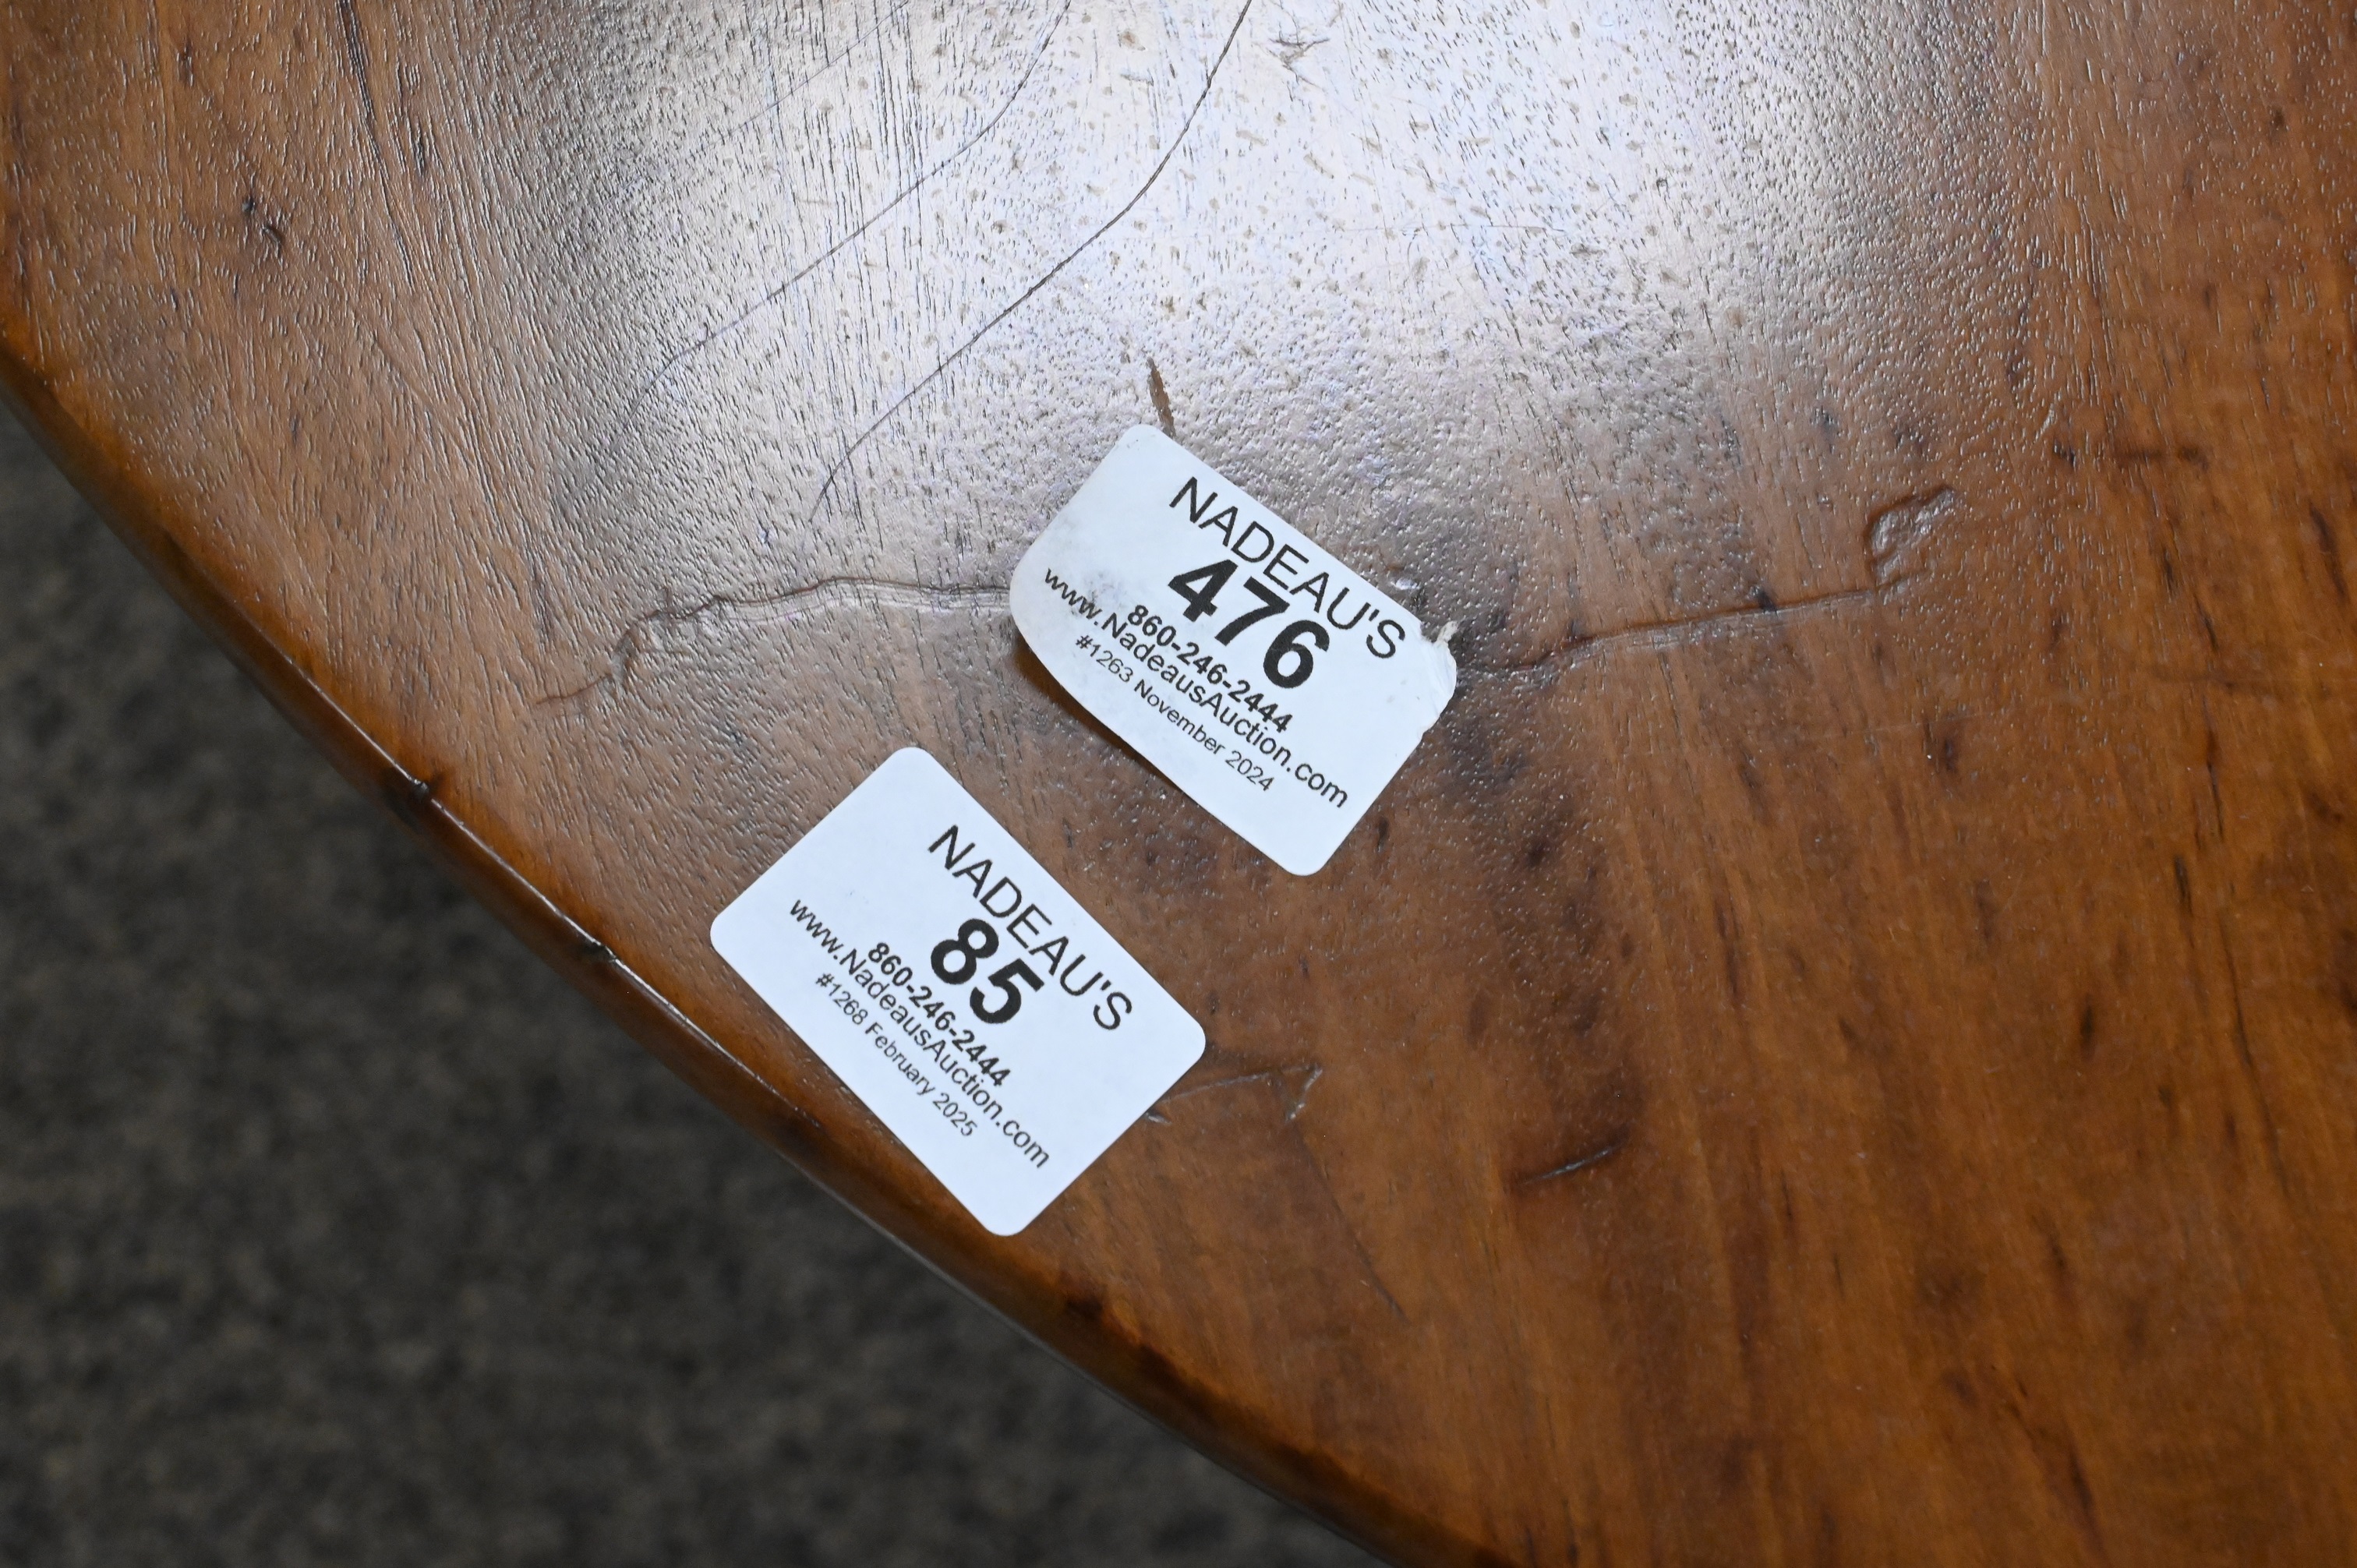 NADEAU'S
476
860-246-2444
www.NadeausAuction.com
#1263 November 2024
NADEAU'S
85
860-246-2444
www.NadeausAuction.com
#1268 February 2025